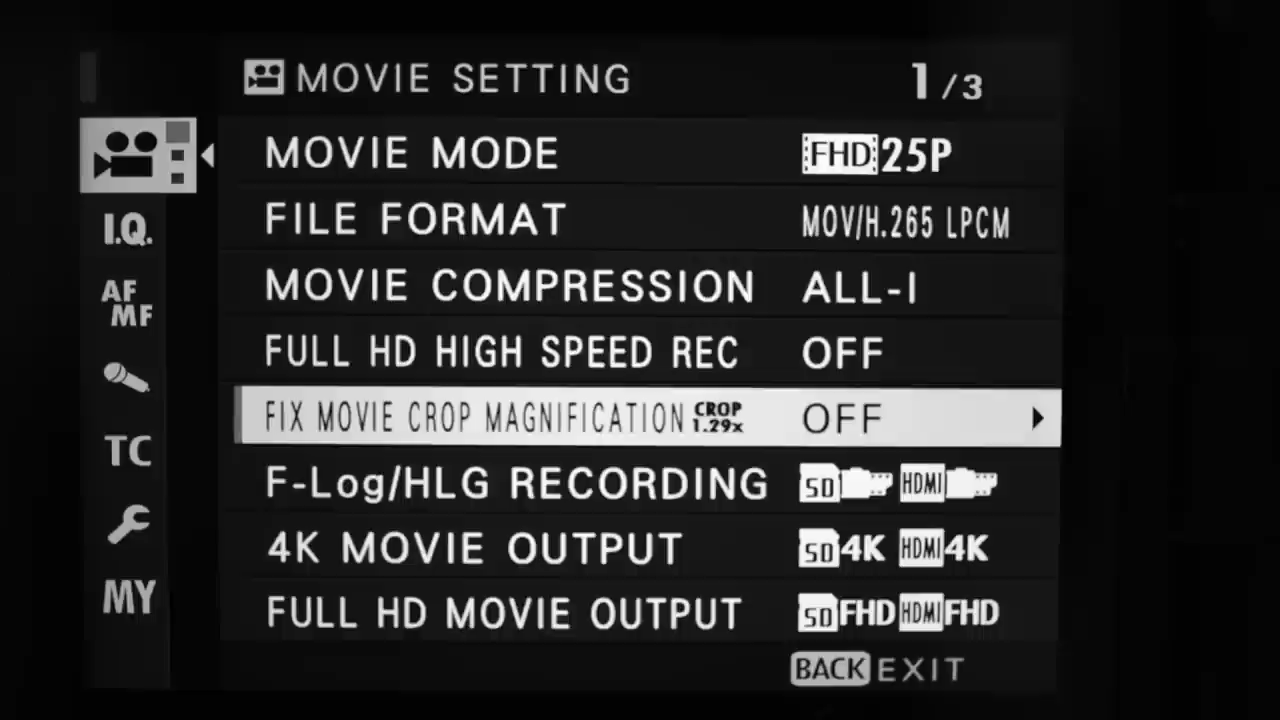 MOVIE SETTING 1/3
MOVIE MODE FHD 25P
FILE FORMAT MOV/H.265 LPCM
MOVIE COMPRESSION ALL-I
FULL HD HIGH SPEED REC OFF
FIX MOVIE CROP MAGNIFICATION CROP 1.29x OFF
F-Log/HLG RECORDING SD HDMI
4K MOVIE OUTPUT SD 4K HDMI 4K
FULL HD MOVIE OUTPUT SD FHD HDMI FHD
BACK EXIT
I.Q.
AF
MF
TC
MY